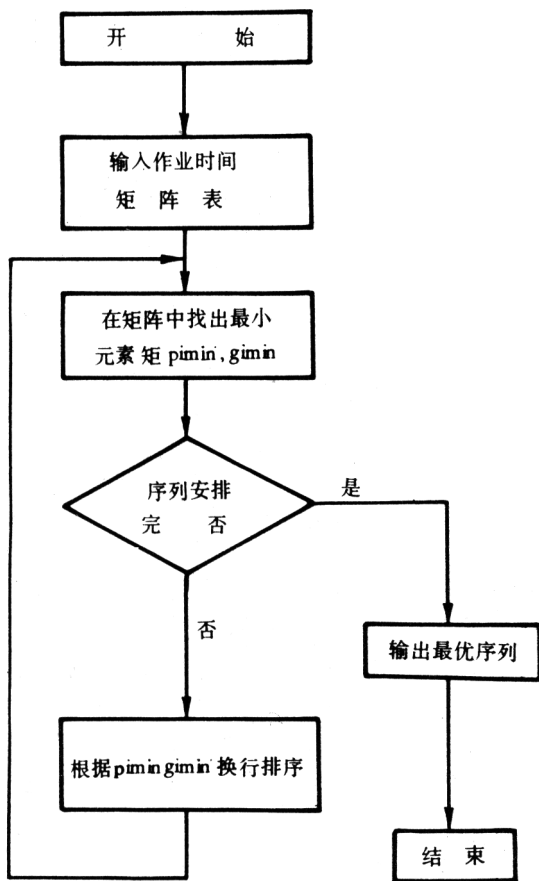 开 始
输入作业时间
矩 阵 表
在矩阵中找出最小
元素矩 pimin, gimin
序列安排
完 否
是
否
输出最优序列
根据pimin gimin 换行排序
结 束